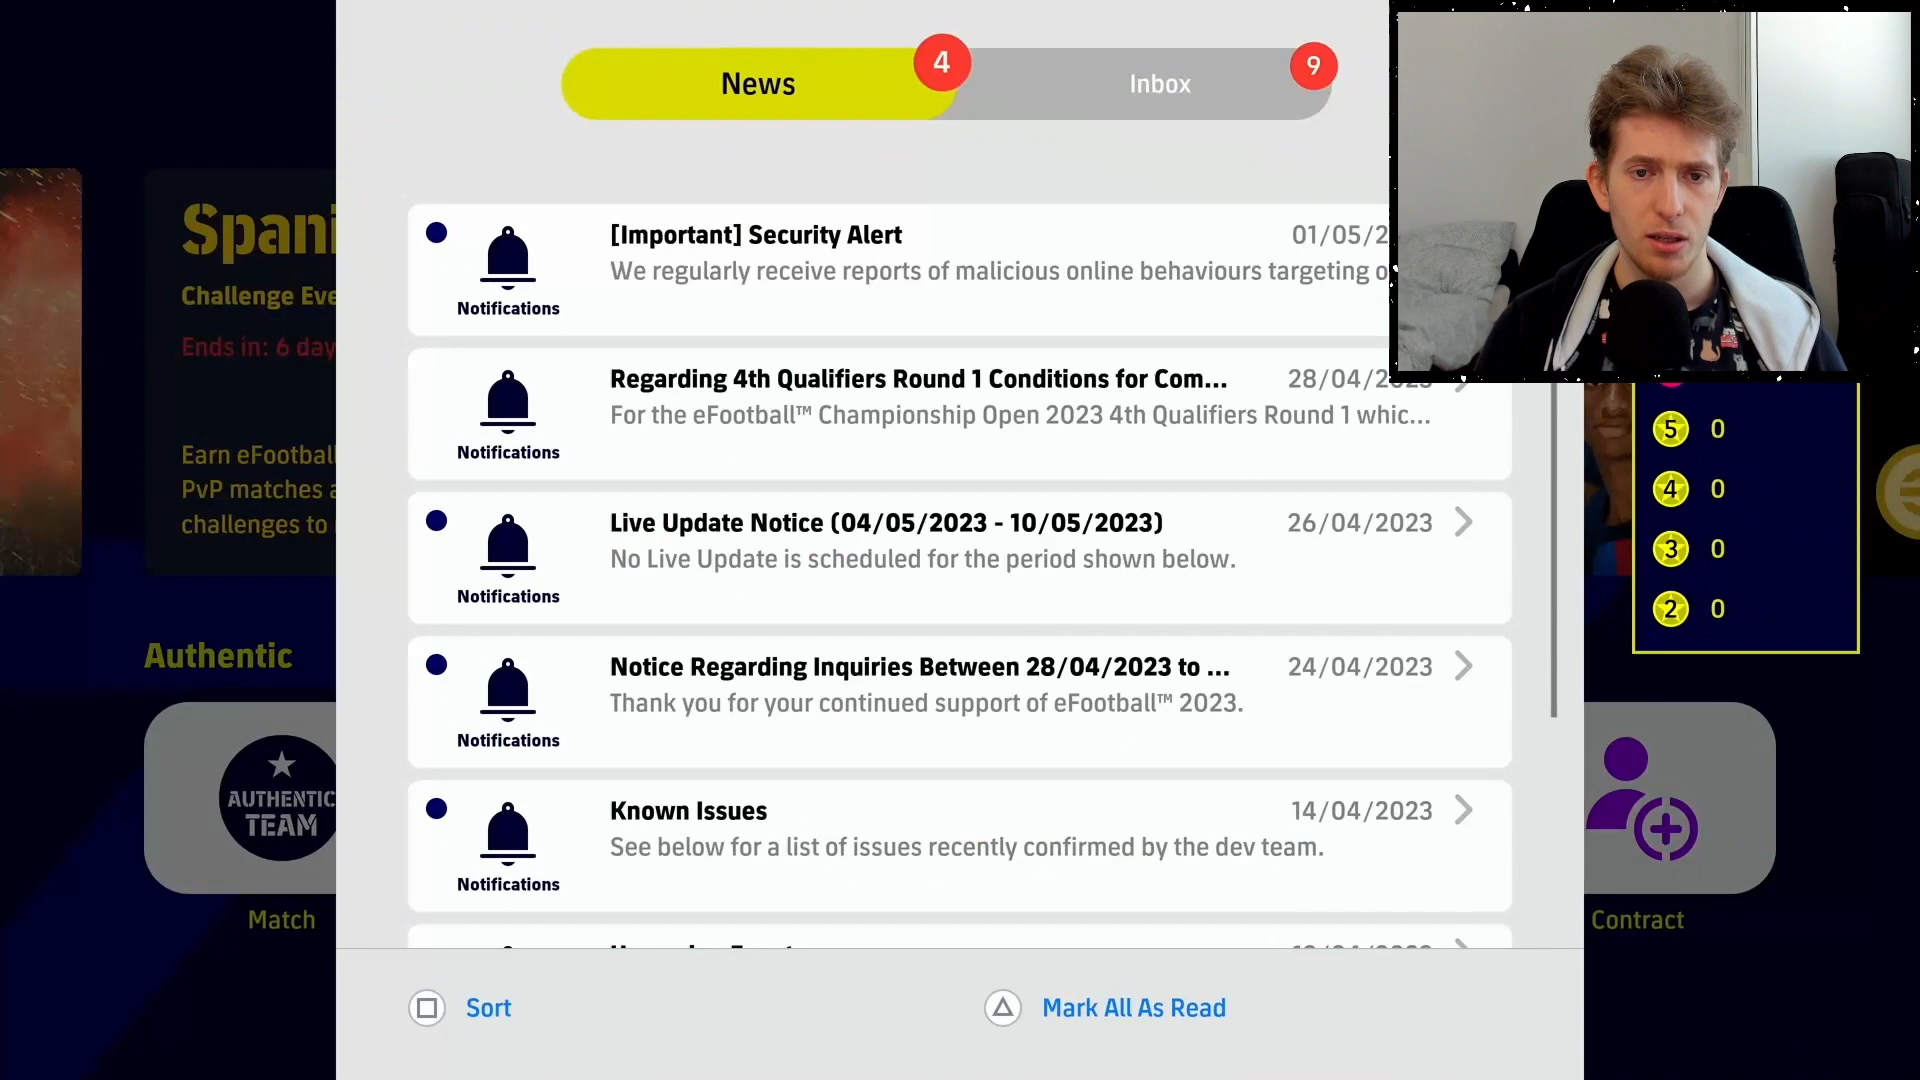 News
4
Inbox
9
[Important] Security Alert
01/05/2
We regularly receive reports of malicious online behaviours targeting o
Notifications
Regarding 4th Qualifiers Round 1 Conditions for Com...
28/04/2023
For the eFootball™ Championship Open 2023 4th Qualifiers Round 1 whic...
Notifications
Live Update Notice (04/05/2023 - 10/05/2023)
26/04/2023
No Live Update is scheduled for the period shown below.
Notifications
Notice Regarding Inquiries Between 28/04/2023 to ...
24/04/2023
Thank you for your continued support of eFootball™ 2023.
Notifications
Known Issues
14/04/2023
See below for a list of issues recently confirmed by the dev team.
Notifications
Sort
Mark All As Read
Spani
Challenge Eve
Ends in: 6 day
Earn eFootball
PvP matches a
challenges to
Authentic
AUTHENTIC
TEAM
Match
5 0
4 0
3 0
2 0
Contract